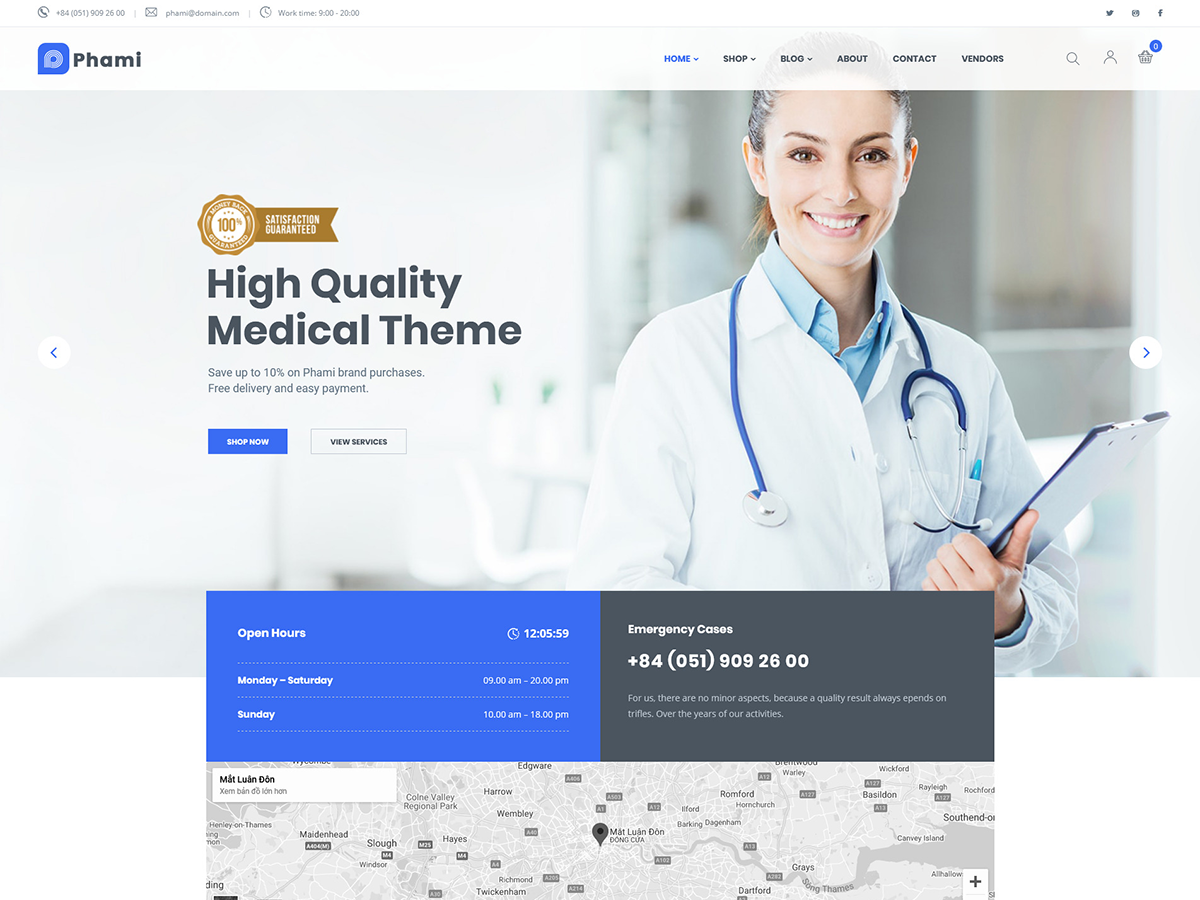 +84 (051) 909 26 00 | phami@domain.com | Work time: 9:00 - 20:00
Phami
HOME SHOP BLOG ABOUT CONTACT VENDORS
0
MONEY BACK
100%
GUARANTEED
SATISFACTION
GUARANTEED
High Quality
Medical Theme
Save up to 10% on Phami brand purchases.
Free delivery and easy payment.
SHOP NOW
VIEW SERVICES
Open Hours 12:05:59
Monday – Saturday 09.00 am – 20.00 pm
Sunday 10.00 am – 18.00 pm
Emergency Cases
+84 (051) 909 26 00
For us, there are no minor aspects, because a quality result always epends on
trifles. Over the years of our activities.
Mắt Luân Đôn
Xem bản đồ lớn hơn
Wycombe
Edgware
Brentwood
Warley
Wickford
A406
A12
A127
Rayleigh
Rochford
Harrow
Colne Valley
Regional Park
A503
Romford
Hornchurch
A127
Basildon
A127
A1
A12
Ilford
A13
Wembley
Barking
Dagenham
Southend-on
Henley-on-Thames
Maidenhead
A404(M)
Slough
M25
Hayes
A40
Mắt Luân Đôn
ĐÓNG CỬA
A13
Canvey Island
M4
Windsor
M4
A4
A102
Grays
Allhallows
ding
Richmond
A205
A282
Song Thames
A30
Twickenham
A214
A2
Dartford
+